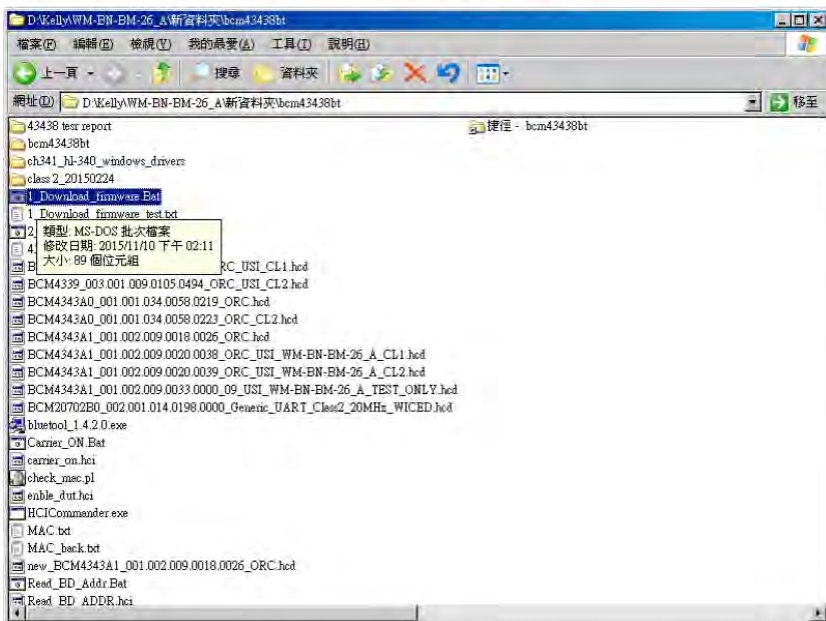 D:\Kelly\WM-BN-BM-26_A\新資料夾\bcm43438bt
檔案(F) 編輯(E) 檢視(V) 我的最愛(A) 工具(T) 說明(H)
上一頁 搜尋 資料夾
網址(D) D:\Kelly\WM-BN-BM-26_A\新資料夾\bcm43438bt 移至
43438 tesr report
捷徑 - bcm43438bt
bcm43438bt
ch341_hl-340_windows_drivers
class 2_20150224
1_Download_firmware.Bat
1_Download_firmware_test.txt
2
類型: MS-DOS 批次檔案
4
修改日期: 2015/11/10 下午 02:11
大小: 89 個位元組
B RC_USI_CL1.hcd
BCM4339_003.001.009.0105.0494_ORC_USI_CL2.hcd
BCM4343A0_001.001.034.0058.0219_ORC.hcd
BCM4343A0_001.001.034.0058.0223_ORC_CL2.hcd
BCM4343A1_001.002.009.0018.0026_ORC.hcd
BCM4343A1_001.002.009.0020.0038_ORC_USI_WM-BN-BM-26_A_CL1.hcd
BCM4343A1_001.002.009.0020.0039_ORC_USI_WM-BN-BM-26_A_CL2.hcd
BCM4343A1_001.002.009.0033.0000_09_USI_WM-BN-BM-26_A_TEST_ONLY.hcd
BCM20702B0_002.001.014.0198.0000_Generic_UART_Class2_20MHz_WICED.hcd
bluetool_1.4.2.0.exe
Carrier_ON.Bat
carrier_on.hci
check_mac.pl
enble_dut.hci
HCICommander.exe
MAC.txt
MAC_back.txt
new_BCM4343A1_001.002.009.0018.0026_ORC.hcd
Read_BD_Addr.Bat
Read_BD_ADDR.hci